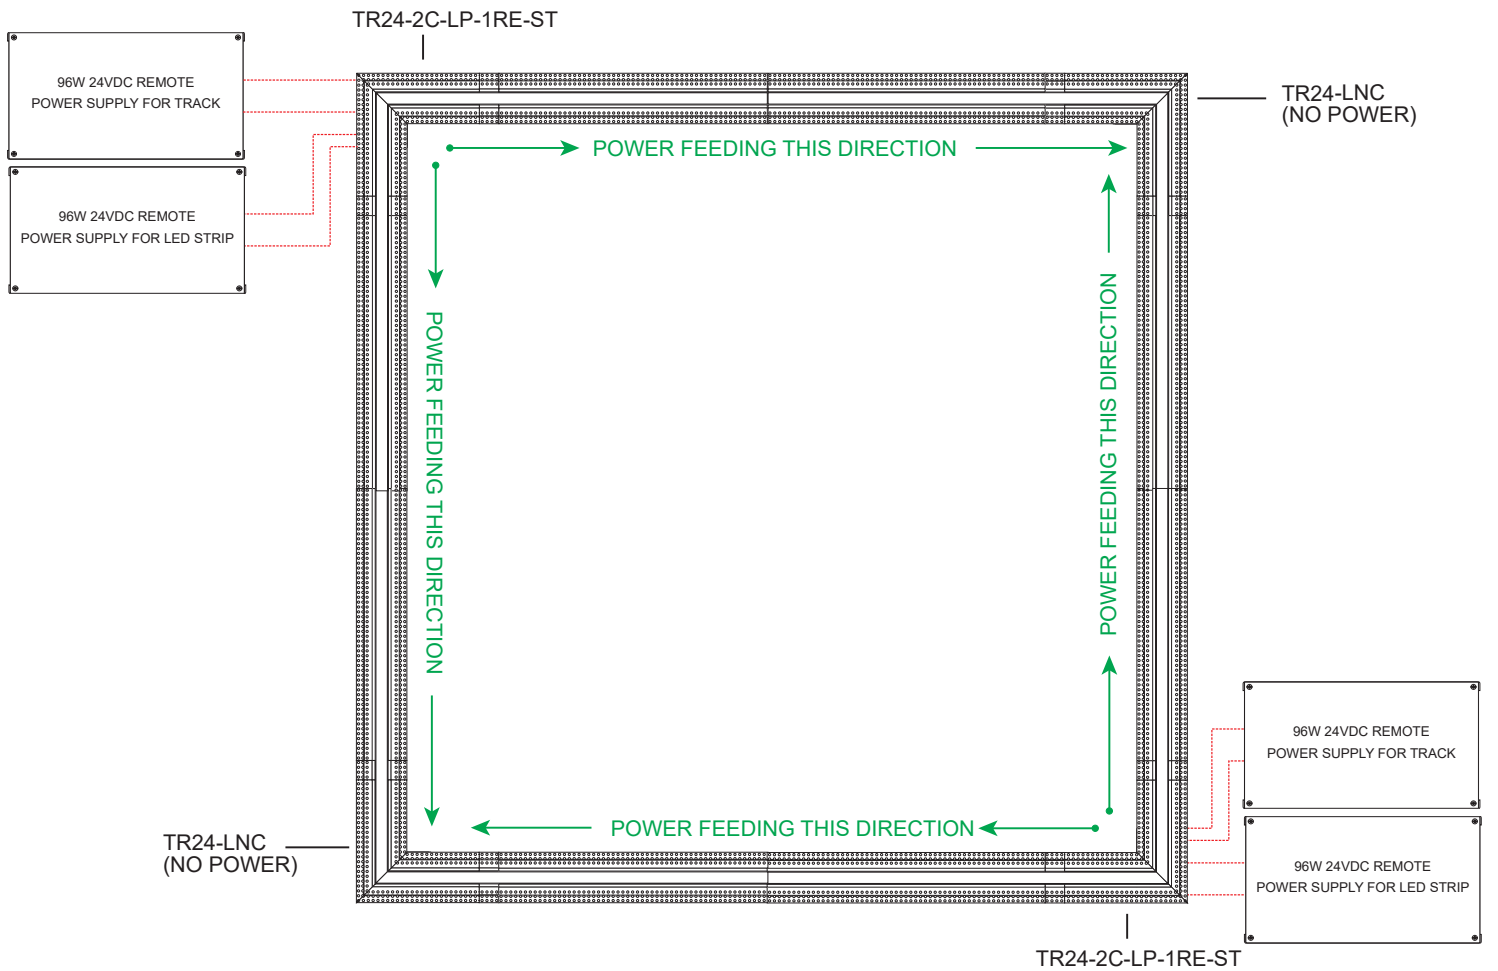 TR24-2C-LP-1RE-ST
96W 24VDC REMOTE
POWER SUPPLY FOR TRACK
TR24-LNC
(NO POWER)
POWER FEEDING THIS DIRECTION
96W 24VDC REMOTE
POWER SUPPLY FOR LED STRIP
POWER FEEDING THIS DIRECTION
POWER FEEDING THIS DIRECTION
96W 24VDC REMOTE
POWER SUPPLY FOR TRACK
POWER FEEDING THIS DIRECTION
TR24-LNC
(NO POWER)
96W 24VDC REMOTE
POWER SUPPLY FOR LED STRIP
TR24-2C-LP-1RE-ST